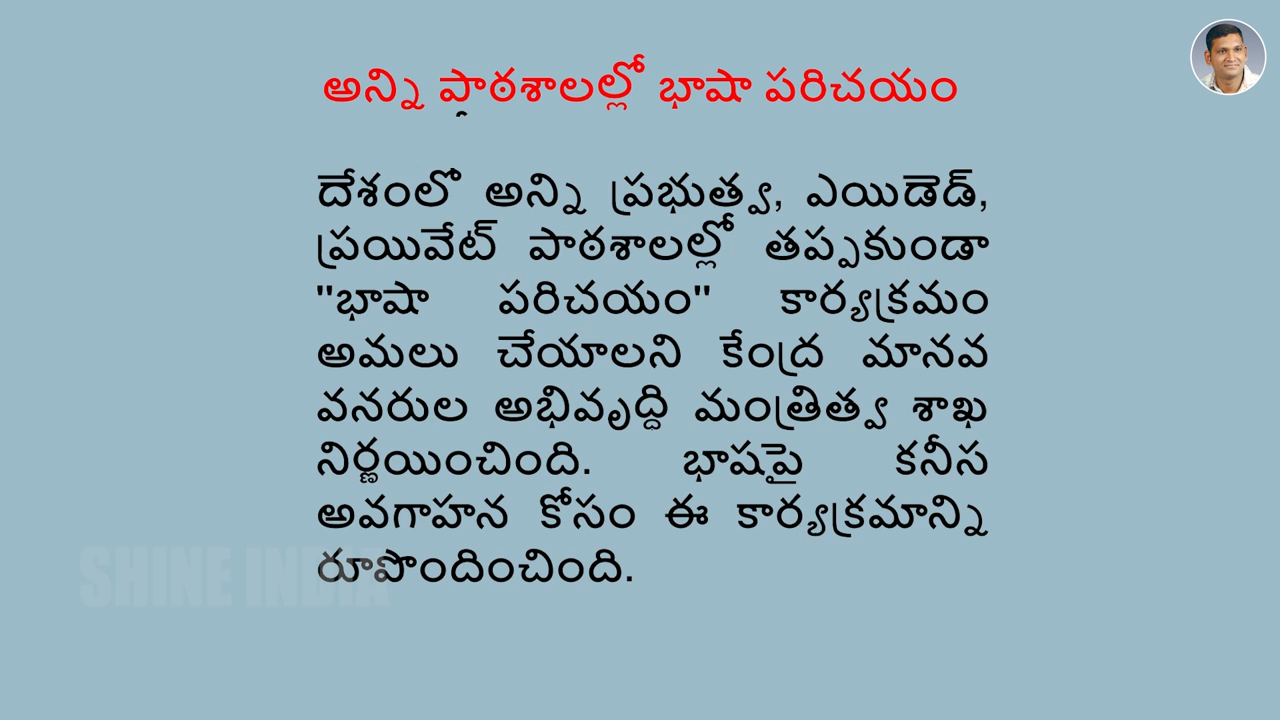 అన్ని పాఠశాలల్లో భాషా పరిచయం
దేశంలో అన్ని ప్రభుత్వ, ఎయిడెడ్,
ప్రయివేట్ పాఠశాలల్లో తప్పకుండా
"భాషా పరిచయం" కార్యక్రమం
అమలు చేయాలని కేంద్ర మానవ
వనరుల అభివృద్ధి మంత్రిత్వ శాఖ
నిర్ణయించింది. భాషపై కనీస
అవగాహన కోసం ఈ కార్యక్రమాన్ని
రూపొందించింది.
SHINE INDIA